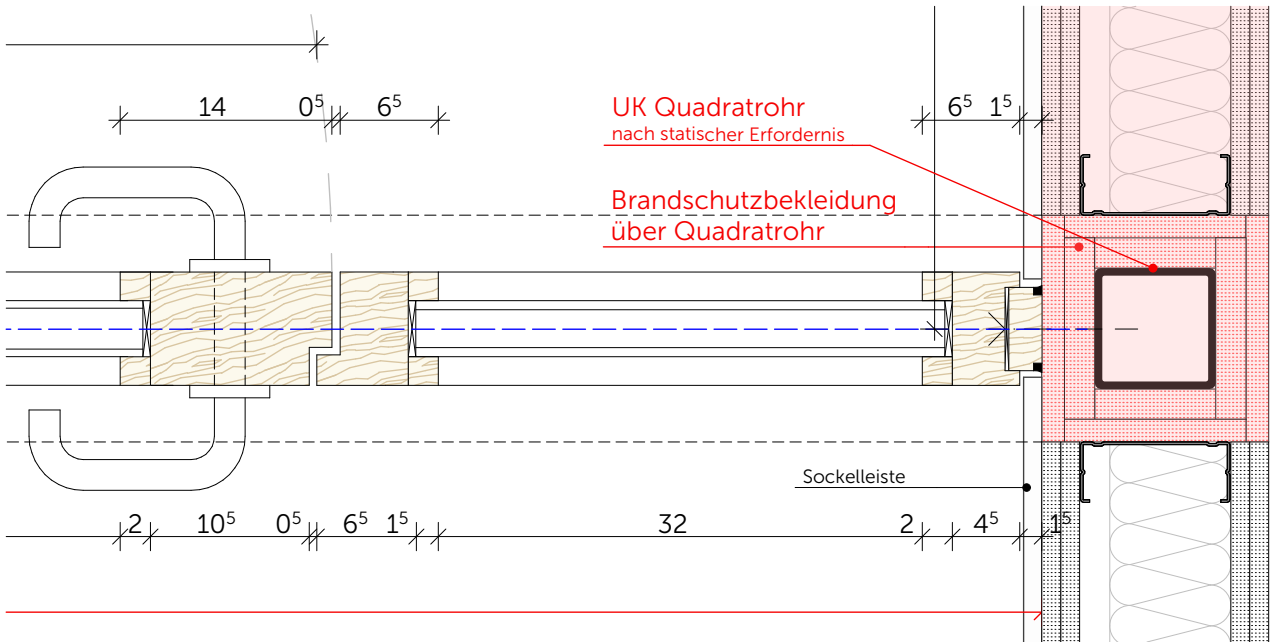 14 0⁵ 6⁵ 6⁵ 1⁵
UK Quadratrohr
nach statischer Erfordernis
Brandschutzbekleidung
über Quadratrohr
Sockelleiste
2 10⁵ 0⁵ 6⁵ 1⁵ 32 2 4⁵ 1⁵